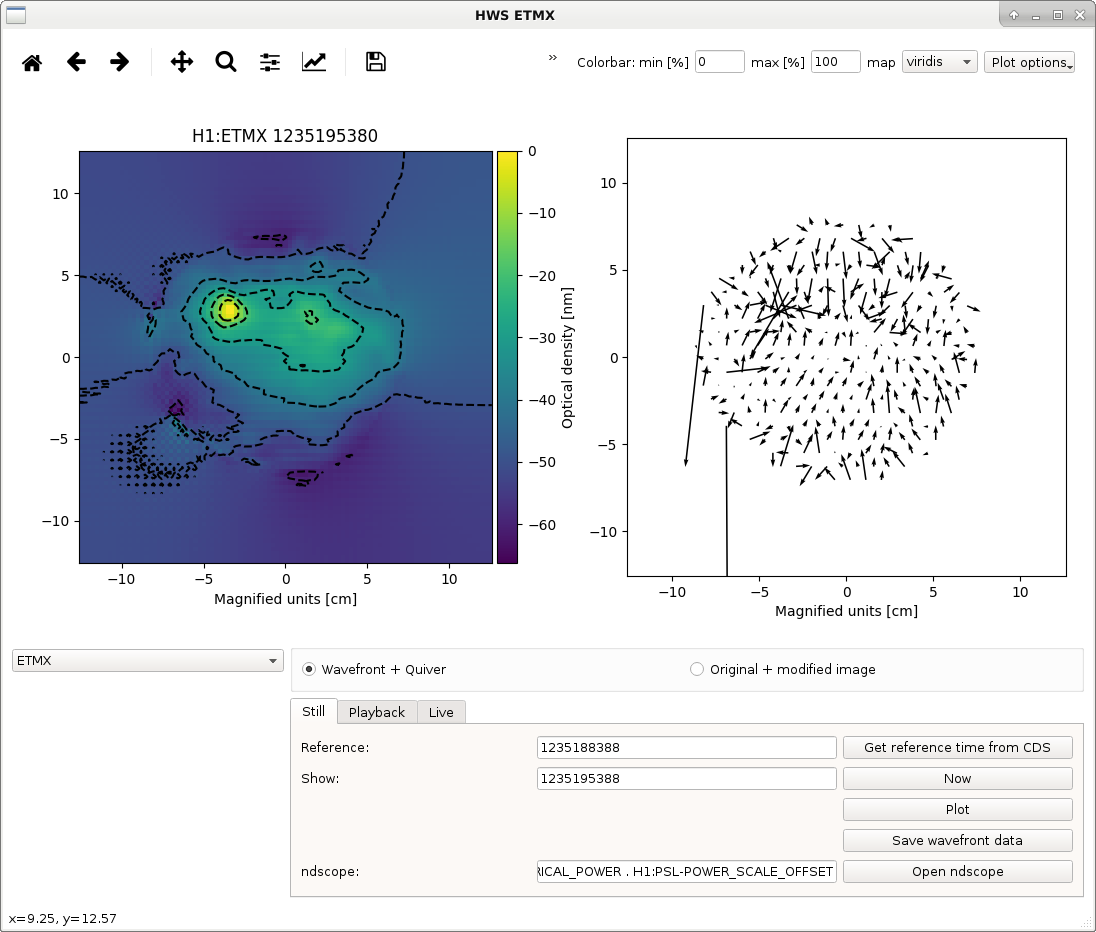 HWS ETMX
» Colorbar: min [%] 0 max [%] 100 map viridis Plot options
H1:ETMX 1235195380
10
5
0
−5
−10
−10 −5 0 5 10
Magnified units [cm]
0
−10
−20
−30
−40
−50
−60
Optical density [nm]
10
5
0
−5
−10
−10 −5 0 5 10
Magnified units [cm]
ETMX
Wavefront + Quiver Original + modified image
Still Playback Live
Reference: 1235188388 Get reference time from CDS
Show: 1235195388 Now
Plot
Save wavefront data
ndscope: RICAL_POWER . H1:PSL-POWER_SCALE_OFFSET Open ndscope
x=9.25, y=12.57